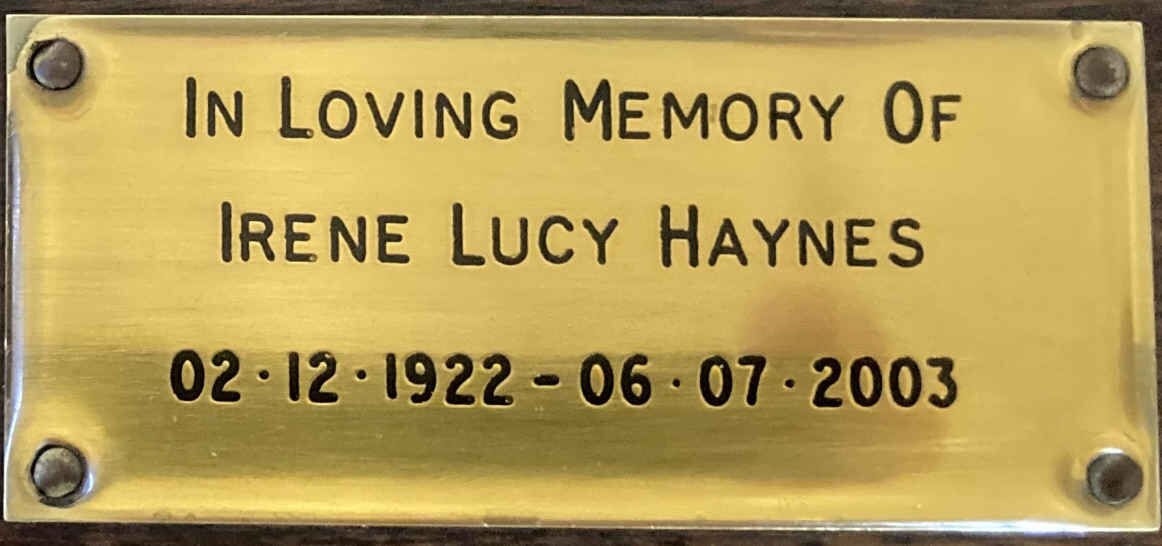 In Loving Memory Of
Irene Lucy Haynes
02·12·1922 - 06·07·2003